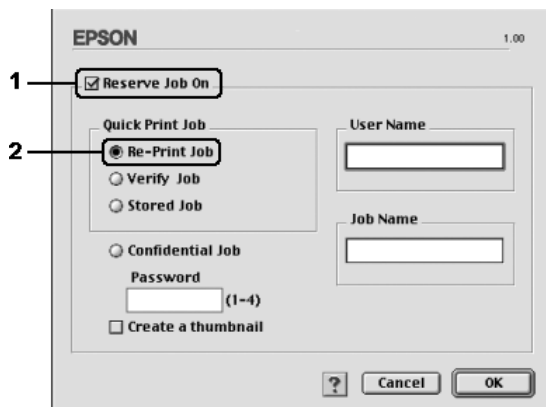 EPSON
1.00
1
Reserve Job On
Quick Print Job
2
Re-Print Job
Verify Job
Stored Job
Confidential Job
Password
(1-4)
Create a thumbnail
User Name
Job Name
?
Cancel
OK